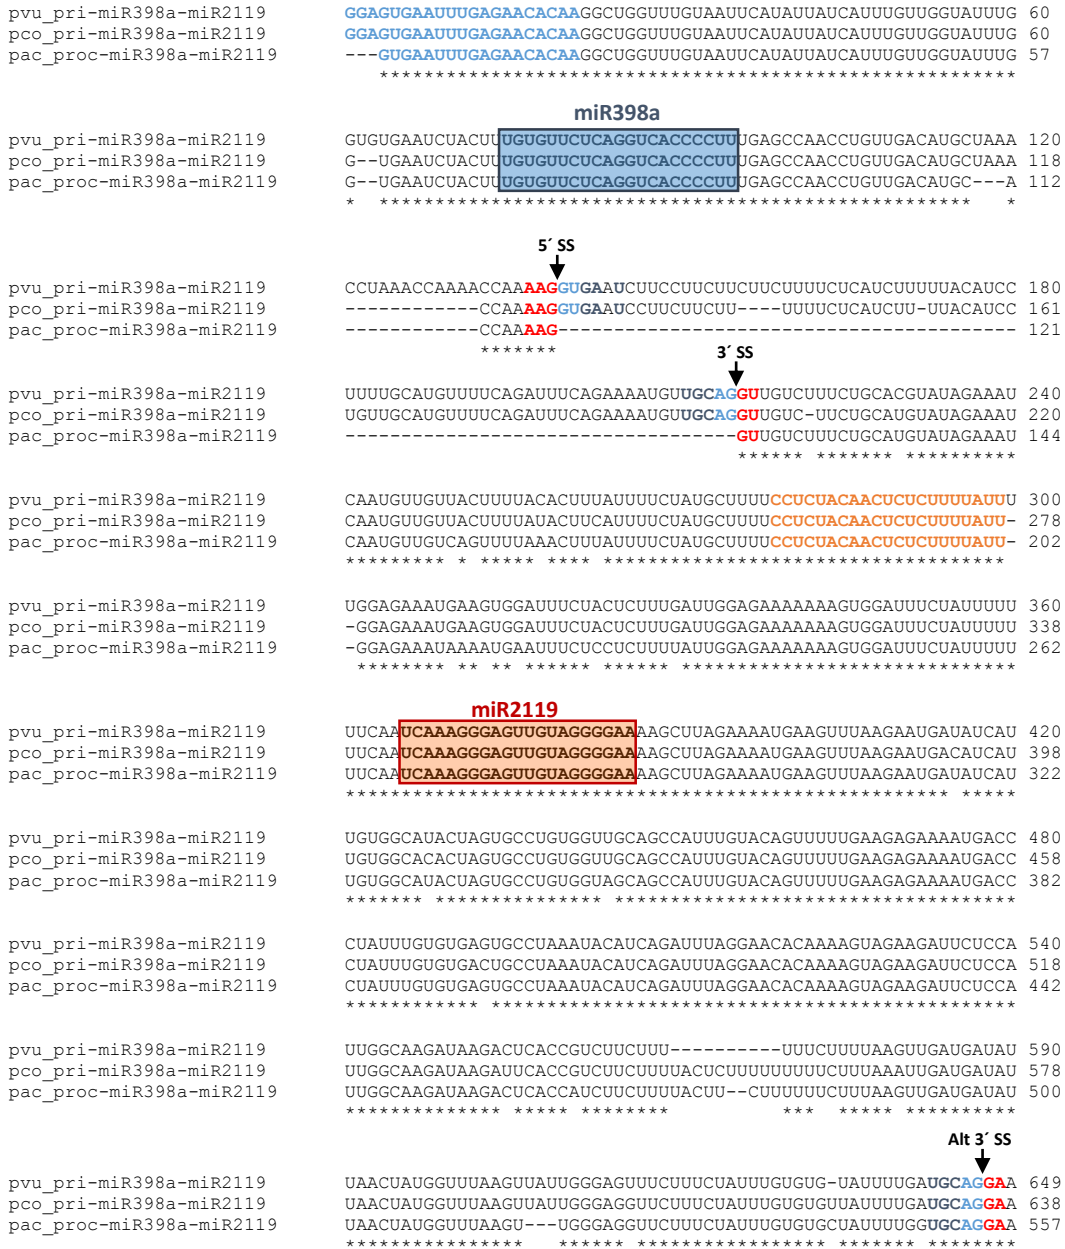 pvu_pri-miR398a-miR2119 GGAGUGAAUUUGAGAACACAAGGCUGGUUUGUAAUUCAUAUUAUCAUUUGUUGGUAUUUG 60
pco_pri-miR398a-miR2119 GGAGUGAAUUUGAGAACACAAGGCUGGUUUGUAAUUCAUAUUAUCAUUUGUUGGUAUUUG 60
pac_proc-miR398a-miR2119 ---GUGAAUUUGAGAACACAAGGCUGGUUUGUAAUUCAUAUUAUCAUUUGUUGGUAUUUG 57
*********************************************************
miR398a
pvu_pri-miR398a-miR2119 GUGUGAAUCUACUUUGUGUUCUCAGGUCACCCCUUUGAGCCAACCUGUUGACAUGCUAAA 120
pco_pri-miR398a-miR2119 G--UGAAUCUACUUUGUGUUCUCAGGUCACCCCUUUGAGCCAACCUGUUGACAUGCUAAA 118
pac_proc-miR398a-miR2119 G--UGAAUCUACUUUGUGUUCUCAGGUCACCCCUUUGAGCCAACCUGUUGACAUGC---A 112
*  *****************************************************   *
5´ SS
pvu_pri-miR398a-miR2119 CCUAAACCAAAACCAAAAAGGUGAAUCUUCCUUCUUCUUCUUUUCUCAUCUUUUUACAUCC 180
pco_pri-miR398a-miR2119 ------------CCAAAAGGUGAAUCCUUCUUCUU----UUUUCUCAUCUU-UUACAUCC 161
pac_proc-miR398a-miR2119 ------------CCAAAAG----------------------------------------- 121
*******
3´ SS
pvu_pri-miR398a-miR2119 UUUUGCAUGUUUUCAGAUUUCAGAAAAUGUUUGCAGGUUGUCUUUCUGCACGUAUAGAAAU 240
pco_pri-miR398a-miR2119 UGUUGCAUGUUUUCAGAUUUCAGAAAAUGUUUGCAGGUUGUC-UUCUGCAUGUAUAGAAAU 220
pac_proc-miR398a-miR2119 -----------------------------------GUUGUCUUUCUGCAUGUAUAGAAAU 144
****** ******* **********
pvu_pri-miR398a-miR2119 CAAUGUUGUUACUUUUACACUUUAUUUUCUAUGCUUUUCCUCUACAACUCUCUUUUAUUU 300
pco_pri-miR398a-miR2119 CAAUGUUGUUACUUUUAUACUUCAUUUUCUAUGCUUUUCCUCUACAACUCUCUUUUAUU- 278
pac_proc-miR398a-miR2119 CAAUGUUGUCAGUUUUAAACUUUAUUUUCUAUGCUUUUCCUCUACAACUCUCUUUUAUU- 202
********* * ***** **** ************************************
pvu_pri-miR398a-miR2119 UGGAGAAAUGAAGUGGAUUUCUACUCUUUGAUUGGAGAAAAAAAGUGGAUUUCUAUUUUU 360
pco_pri-miR398a-miR2119 -GGAGAAAUGAAGUGGAUUUCUACUCUUUGAUUGGAGAAAAAAAGUGGAUUUCUAUUUUU 338
pac_proc-miR398a-miR2119 -GGAGAAAUAAAAUGAAUUUCUCCUCUUUUAUUGGAGAAAAAAAGUGGAUUUCUAUUUUU 262
******** ** ** ****** ****** ******************************
miR2119
pvu_pri-miR398a-miR2119 UUCAAUCAAAGGGAGUUGUAGGGGAAAAGCUUAGAAAAUGAAGUUUAAGAAUGAUAUCAU 420
pco_pri-miR398a-miR2119 UUCAAUCAAAGGGAGUUGUAGGGGAAAAGCUUAGAAAAUGAAGUUUAAGAAUGACAUCAU 398
pac_proc-miR398a-miR2119 UUCAAUCAAAGGGAGUUGUAGGGGAAAAGCUUAGAAAAUGAAGUUUAAGAAUGAUAUCAU 322
****************************************************** *****
pvu_pri-miR398a-miR2119 UGUGGCAUACUAGUGCCUGUGGUUGCAGCCAUUUGUACAGUUUUUGAAGAGAAAAUGACC 480
pco_pri-miR398a-miR2119 UGUGGCACACUAGUGCCUGUGGUUGCAGCCAUUUGUACAGUUUUUGAAGAGAAAAUGACC 458
pac_proc-miR398a-miR2119 UGUGGCAUACUAGUGCCUGUGGUAGCAGCCAUUUGUACAGUUUUUGAAGAGAAAAUGACC 382
******* *************** ************************************
pvu_pri-miR398a-miR2119 CUAUUUGUGUGAGUGCCUAAAUACAUCAGAUUUAGGAACACAAAAGUAGAAGAUUCUCCA 540
pco_pri-miR398a-miR2119 CUAUUUGUGUGACUGCCUAAAUACAUCAGAUUUAGGAACACAAAAGUAGAAGAUUCUCCA 518
pac_proc-miR398a-miR2119 CUAUUUGUGUGAGUGCCUAAAUACAUCAGAUUUAGGAACACAAAAGUAGAAGAUUCUCCA 442
************ ***********************************************
pvu_pri-miR398a-miR2119 UUGGCAAGAUAAGACUCACCGUCUUCUUU----------UUUCUUUUAAGUUGAUGAUAU 590
pco_pri-miR398a-miR2119 UUGGCAAGAUAAGAUUCACCGUCUUCUUUUACUCUUUUUUUUUCUUUAAAUUGAUGAUAU 578
pac_proc-miR398a-miR2119 UUGGCAAGAUAAGACUCACCAUCUUCUUUUACUU--CUUUUUUCUUUAAGUUGAUGAUAU 500
************** ***** ********          ***  ***** **********
Alt 3´ SS
pvu_pri-miR398a-miR2119 UAACUAUGGUUUAAGUUAUUGGGAGUUUCUUUCUAUUUGUGUG-UAUUUUGAUGCAGGAA 649
pco_pri-miR398a-miR2119 UAACUAUGGUUUAAGUUAUUGGGAGGUUCUUUCUAUUUGUGUGUUAUUUUGAUGCAGGAA 638
pac_proc-miR398a-miR2119 UAACUAUGGUUUAAGU---UGGGAGGUUCUUUCUAUUUGUGUGCUAUUUUGGUGCAGGAA 557
****************   ****** ***************** ******* ********